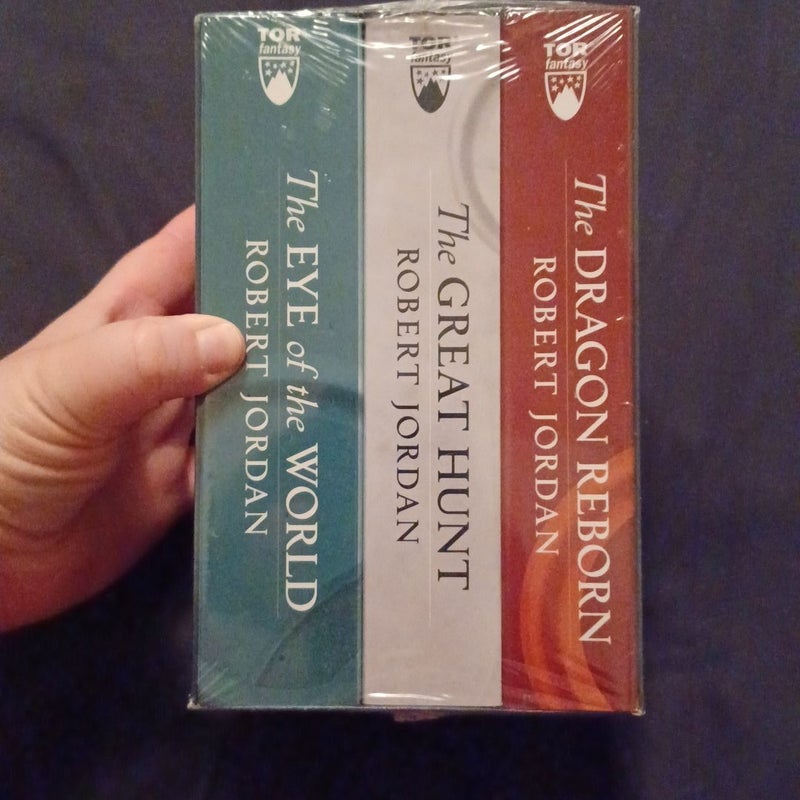 TOR
fantasy
The EYE of the WORLD
ROBERT JORDAN
TOR
fantasy
The GREAT HUNT
ROBERT JORDAN
TOR
fantasy
The DRAGON REBORN
ROBERT JORDAN